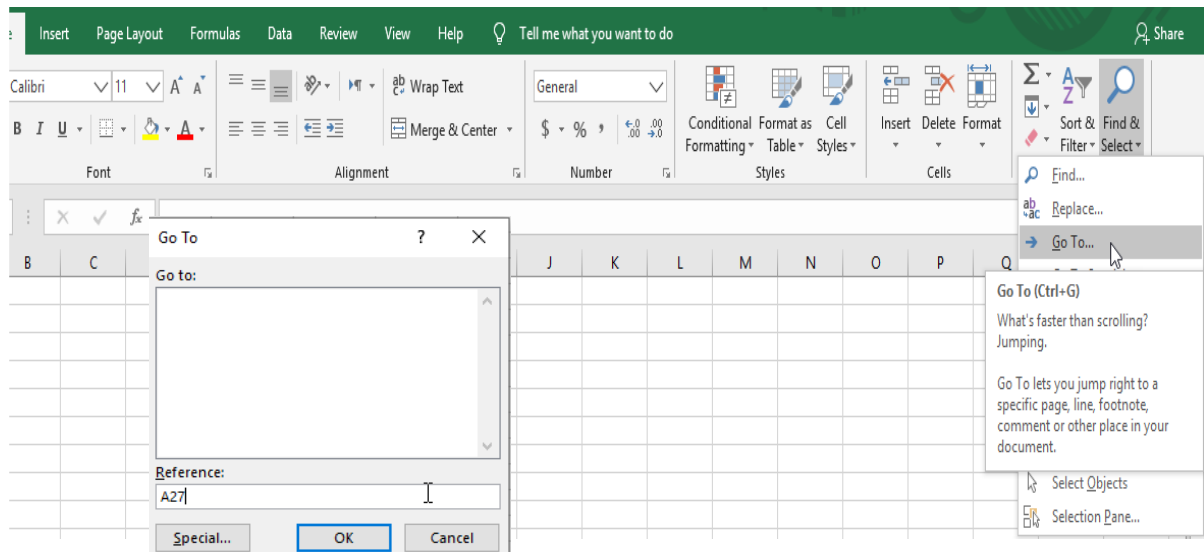 Insert Page Layout Formulas Data Review View Help Tell me what you want to do Share
Calibri 11 A A Wrap Text General
B I U A Merge & Center $ % , .00 .0
Conditional Formatting Format as Table Cell Styles Insert Delete Format Sort & Filter Find & Select
Font Alignment Number Styles Cells
Find...
Replace...
Go To...
fx
Go To ? X
B C J K L M N O P Q
Go to:
Go To (Ctrl+G)
What's faster than scrolling?
Jumping.
Go To lets you jump right to a
specific page, line, footnote,
comment or other place in your
document.
Reference:
A27
Special... OK Cancel
Select Objects
Selection Pane...